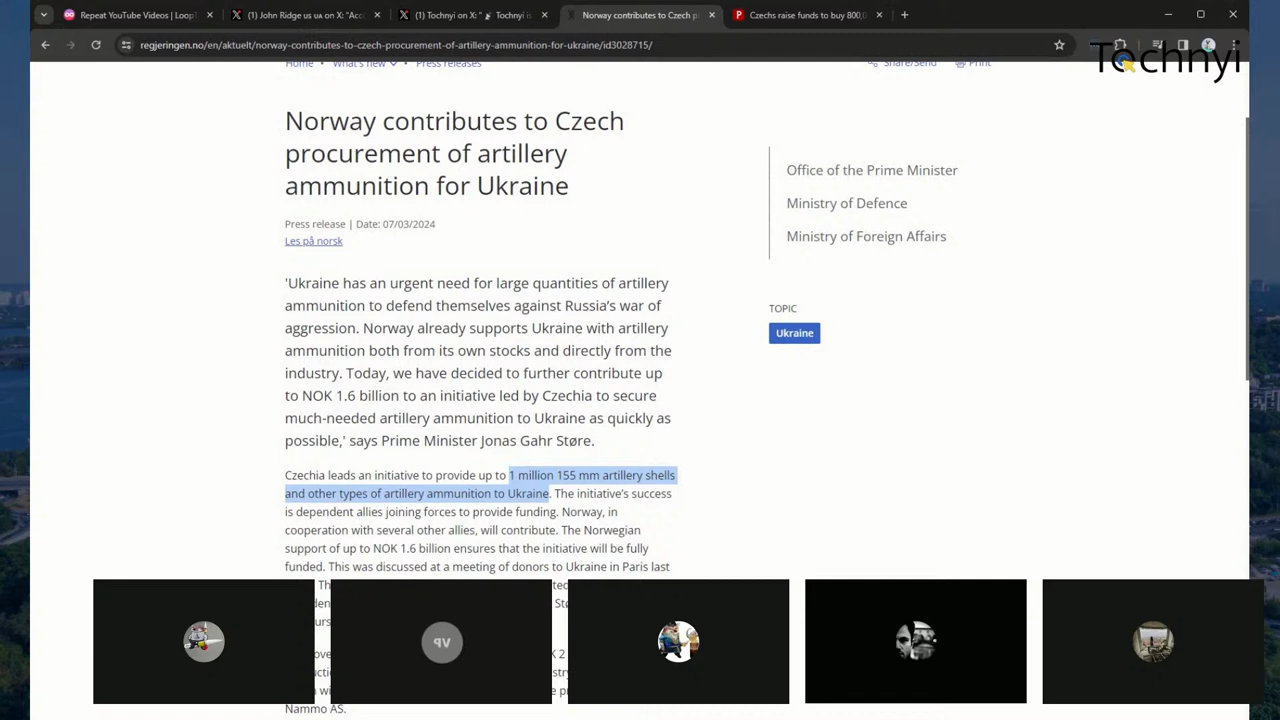 Repeat YouTube Videos | LoopT
(1) John Ridge us ua on X: "Acc
(1) Tochnyi on X: " Tochnyi is
Norway contributes to Czech p
Czechs raise funds to buy 800,0
regjeringen.no/en/aktuelt/norway-contributes-to-czech-procurement-of-artillery-ammunition-for-ukraine/id3028715/
Tochnyi
Home • What's new • Press releases
Share/Send Print
Norway contributes to Czech
procurement of artillery
ammunition for Ukraine
Press release | Date: 07/03/2024
Les på norsk
Office of the Prime Minister
Ministry of Defence
Ministry of Foreign Affairs
TOPIC
Ukraine
'Ukraine has an urgent need for large quantities of artillery
ammunition to defend themselves against Russia’s war of
aggression. Norway already supports Ukraine with artillery
ammunition both from its own stocks and directly from the
industry. Today, we have decided to further contribute up
to NOK 1.6 billion to an initiative led by Czechia to secure
much-needed artillery ammunition to Ukraine as quickly as
possible,' says Prime Minister Jonas Gahr Støre.
Czechia leads an initiative to provide up to 1 million 155 mm artillery shells
and other types of artillery ammunition to Ukraine. The initiative’s success
is dependent allies joining forces to provide funding. Norway, in
cooperation with several other allies, will contribute. The Norwegian
support of up to NOK 1.6 billion ensures that the initiative will be fully
funded. This was discussed at a meeting of donors to Ukraine in Paris last
VP
Nammo AS.